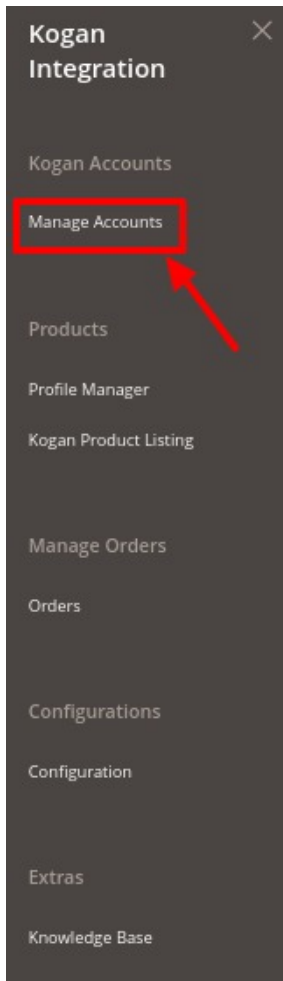 Kogan
Integration
Kogan Accounts
Manage Accounts
Products
Profile Manager
Kogan Product Listing
Manage Orders
Orders
Configurations
Configuration
Extras
Knowledge Base